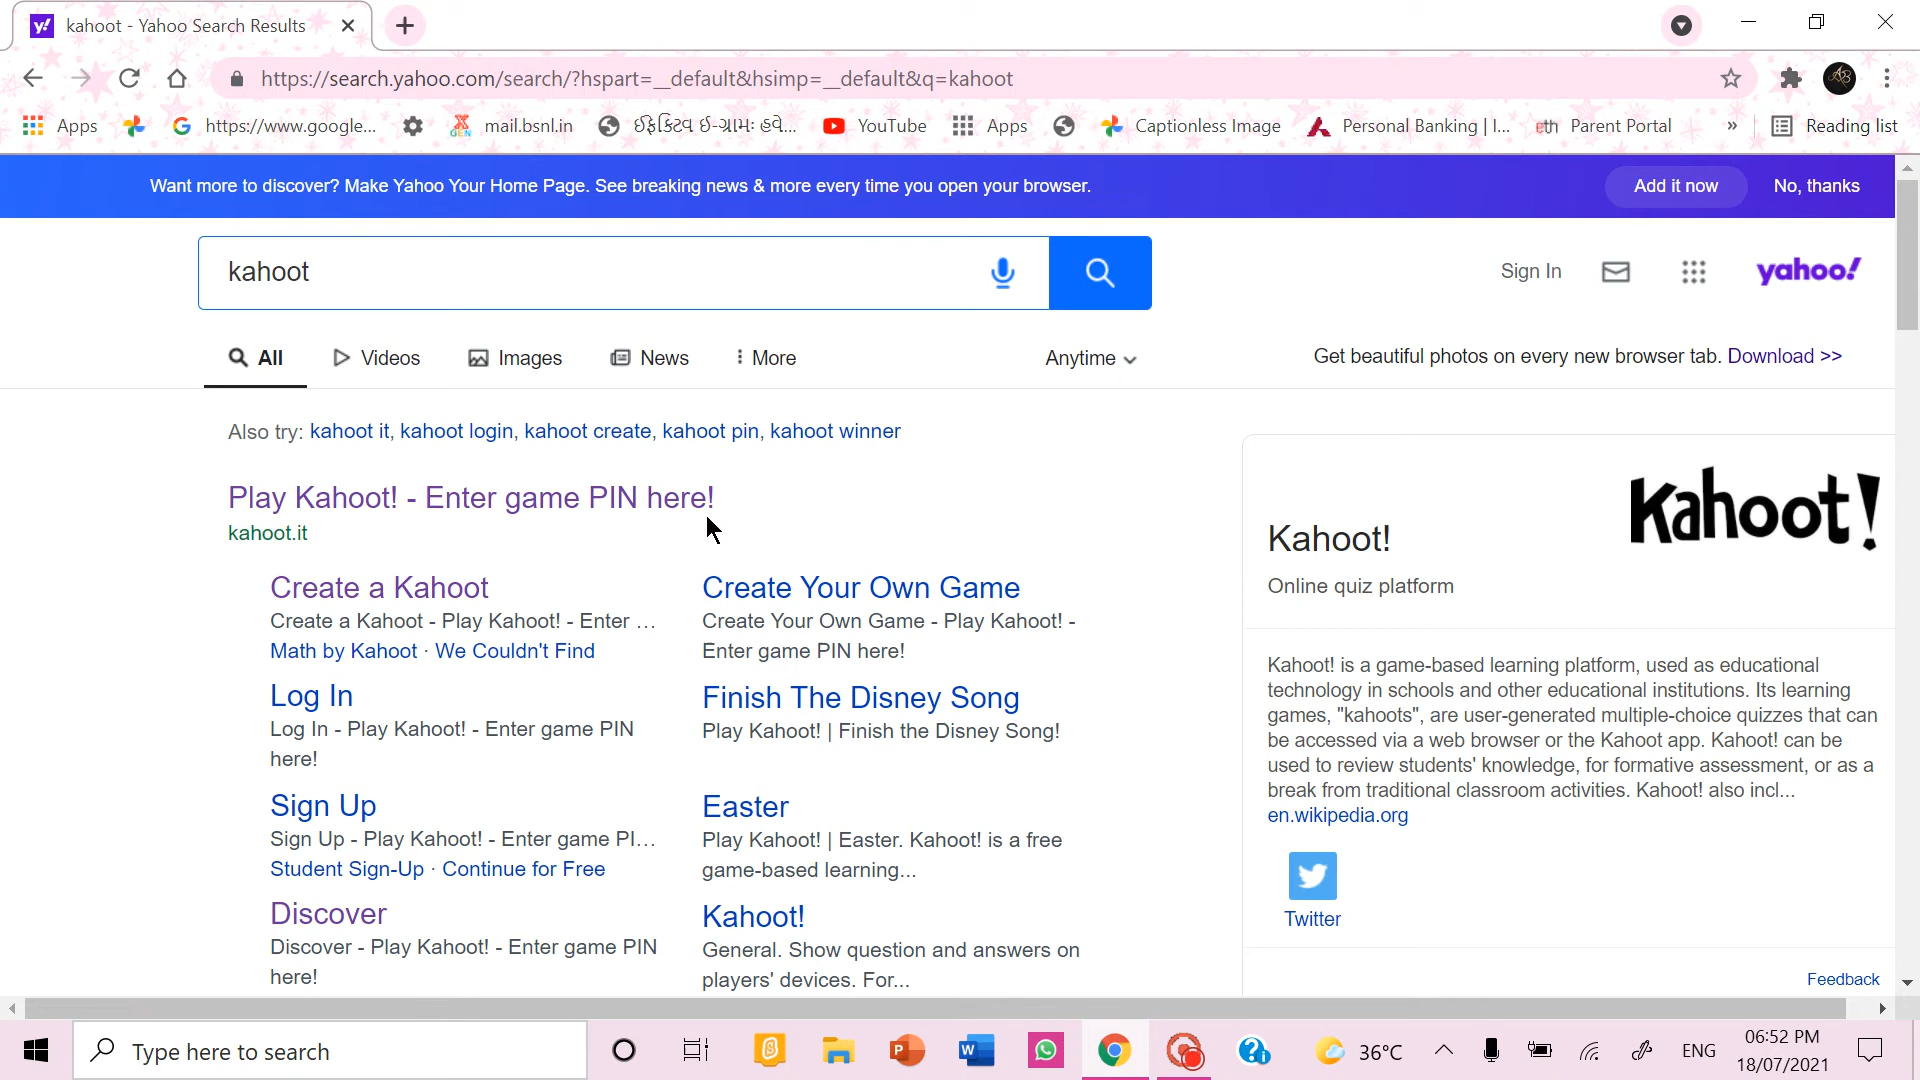 kahoot - Yahoo Search Results
https://search.yahoo.com/search/?hspart=__default&hsimp=__default&q=kahoot
Apps
https://www.google...
mail.bsnl.in
YouTube
Apps
Captionless Image
Personal Banking | I...
eth Parent Portal
» Reading list
Want more to discover? Make Yahoo Your Home Page. See breaking news & more every time you open your browser.
Add it now
No, thanks
kahoot
Sign In
yahoo!
All
Videos
Images
News
More
Anytime
Get beautiful photos on every new browser tab. Download >>
Also try: kahoot it, kahoot login, kahoot create, kahoot pin, kahoot winner
Play Kahoot! - Enter game PIN here!
kahoot.it
Create a Kahoot
Create a Kahoot - Play Kahoot! - Enter ...
Math by Kahoot · We Couldn't Find
Log In
Log In - Play Kahoot! - Enter game PIN
here!
Sign Up
Sign Up - Play Kahoot! - Enter game PI...
Student Sign-Up · Continue for Free
Discover
Discover - Play Kahoot! - Enter game PIN
here!
Create Your Own Game
Create Your Own Game - Play Kahoot! -
Enter game PIN here!
Finish The Disney Song
Play Kahoot! | Finish the Disney Song!
Easter
Play Kahoot! | Easter. Kahoot! is a free
game-based learning...
Kahoot!
General. Show question and answers on
players' devices. For...
Kahoot!
Kahoot!
Online quiz platform
Kahoot! is a game-based learning platform, used as educational
technology in schools and other educational institutions. Its learning
games, "kahoots", are user-generated multiple-choice quizzes that can
be accessed via a web browser or the Kahoot app. Kahoot! can be
used to review students' knowledge, for formative assessment, or as a
break from traditional classroom activities. Kahoot! also incl...
en.wikipedia.org
Twitter
Feedback
Type here to search
36°C
ENG
06:52 PM
18/07/2021